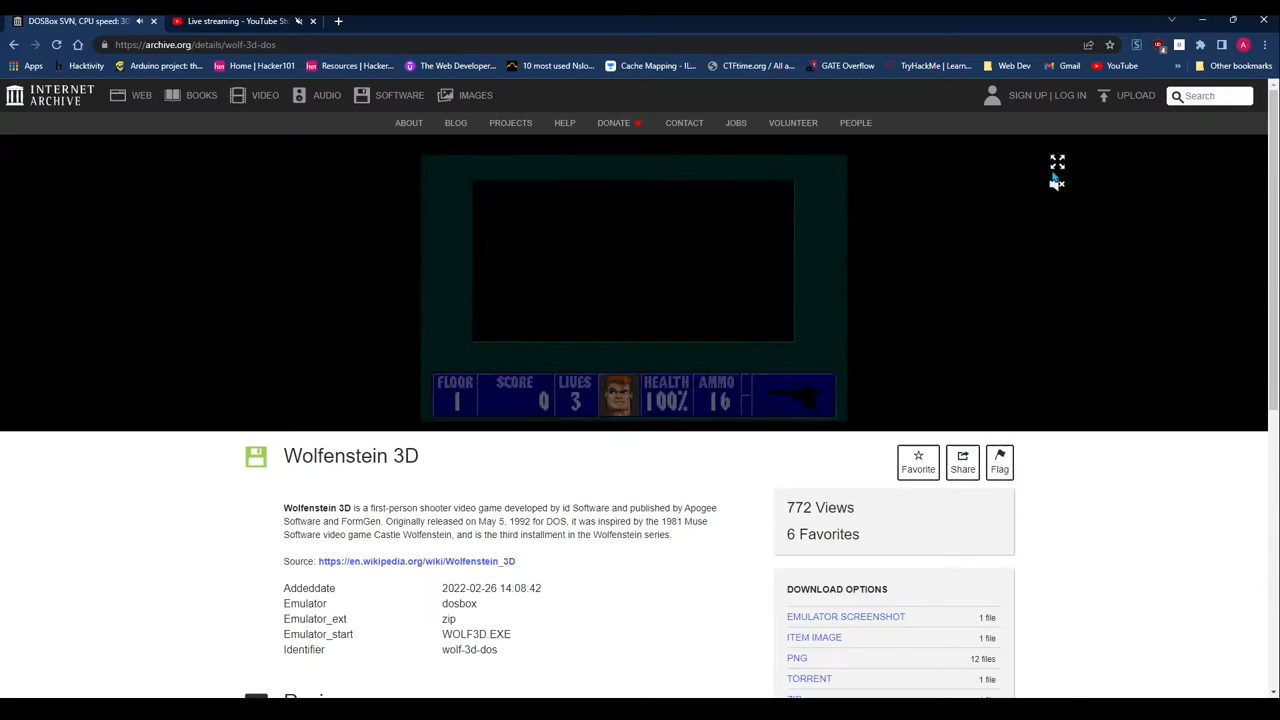 DOSBox SVN, CPU speed: 30
Live streaming - YouTube St
https://archive.org/details/wolf-3d-dos
Apps
Hacktivity
Arduino project: th...
Home | Hacker101
Resources | Hacker...
The Web Developer...
10 most used Nslo...
Cache Mapping - IL...
CTFtime.org / All a...
GATE Overflow
TryHackMe | Learn...
Web Dev
Gmail
YouTube
»
Other bookmarks
INTERNET ARCHIVE
WEB
BOOKS
VIDEO
AUDIO
SOFTWARE
IMAGES
SIGN UP | LOG IN
UPLOAD
Search
ABOUT
BLOG
PROJECTS
HELP
DONATE
CONTACT
JOBS
VOLUNTEER
PEOPLE
FLOOR SCORE LIVES HEALTH AMMO
1 0 3 100% 16
Wolfenstein 3D
Favorite
Share
Flag
Wolfenstein 3D is a first-person shooter video game developed by id Software and published by Apogee
Software and FormGen. Originally released on May 5, 1992 for DOS, it was inspired by the 1981 Muse
Software video game Castle Wolfenstein, and is the third installment in the Wolfenstein series.
Source: https://en.wikipedia.org/wiki/Wolfenstein_3D
Addeddate 2022-02-26 14:08:42
Emulator dosbox
Emulator_ext zip
Emulator_start WOLF3D.EXE
Identifier wolf-3d-dos
772 Views
6 Favorites
DOWNLOAD OPTIONS
EMULATOR SCREENSHOT 1 file
ITEM IMAGE 1 file
PNG 12 files
TORRENT 1 file